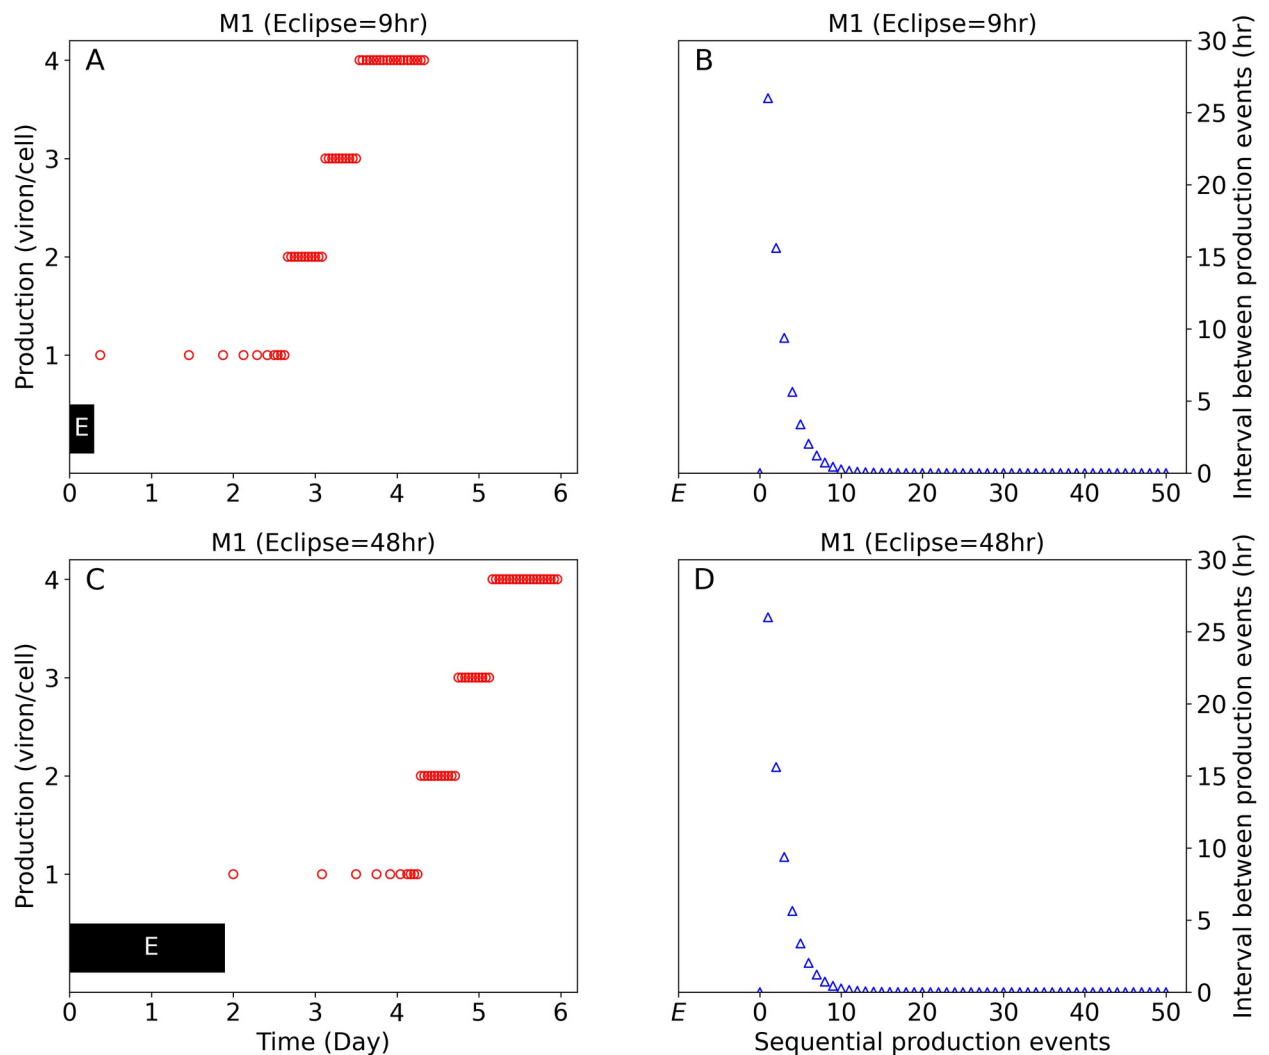 M1 (Eclipse=9hr)
A
Production (viron/cell)
4
3
2
1
E
0 1 2 3 4 5 6
M1 (Eclipse=9hr)
B
Interval between production events (hr)
30
25
20
15
10
5
0
E 0 10 20 30 40 50
M1 (Eclipse=48hr)
C
Production (viron/cell)
4
3
2
1
E
0 1 2 3 4 5 6
Time (Day)
M1 (Eclipse=48hr)
D
Interval between production events (hr)
30
25
20
15
10
5
0
E 0 10 20 30 40 50
Sequential production events